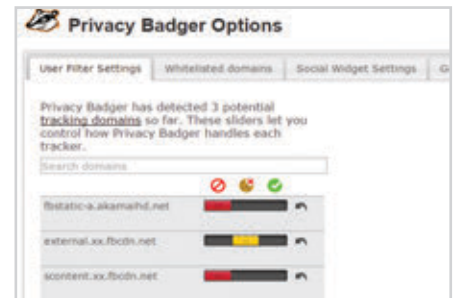 Privacy Badger Options
User Filter Settings Whitelisted domains Social Widget Settings G
Privacy Badger has detected 3 potential
tracking domains so far. These sliders let you
control how Privacy Badger handles each
tracker.
Search domains
fbstatic-a.akamaihd.net
external.xx.fbcdn.net
scontent.xx.fbcdn.net